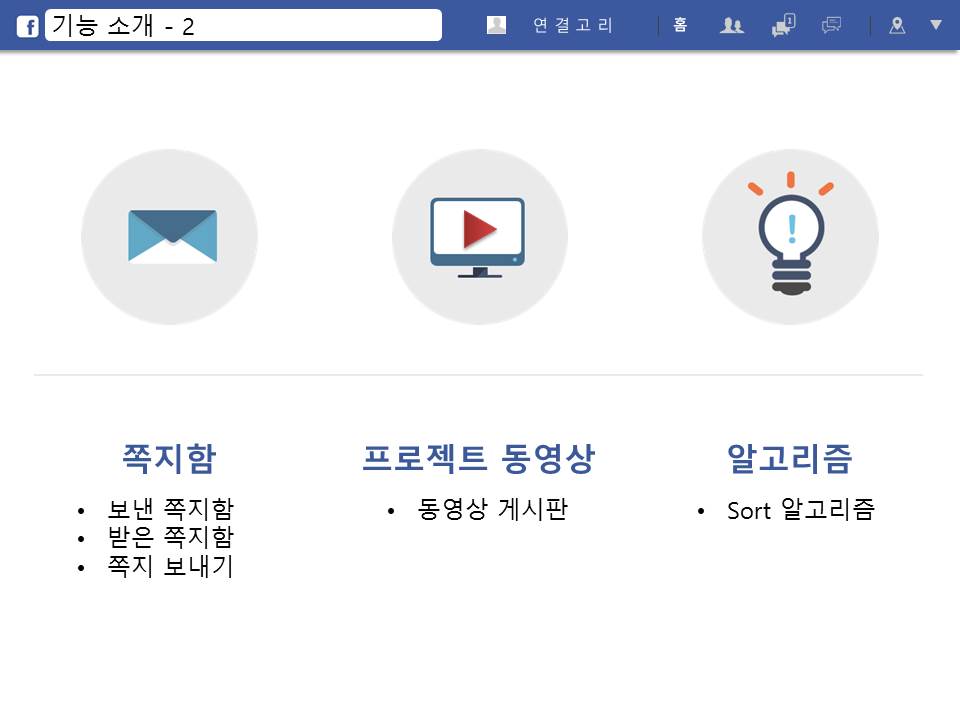 기능 소개 - 2
연결고리
홈
1
쪽지함
• 보낸 쪽지함
• 받은 쪽지함
• 쪽지 보내기
프로젝트 동영상
• 동영상 게시판
알고리즘
• Sort 알고리즘